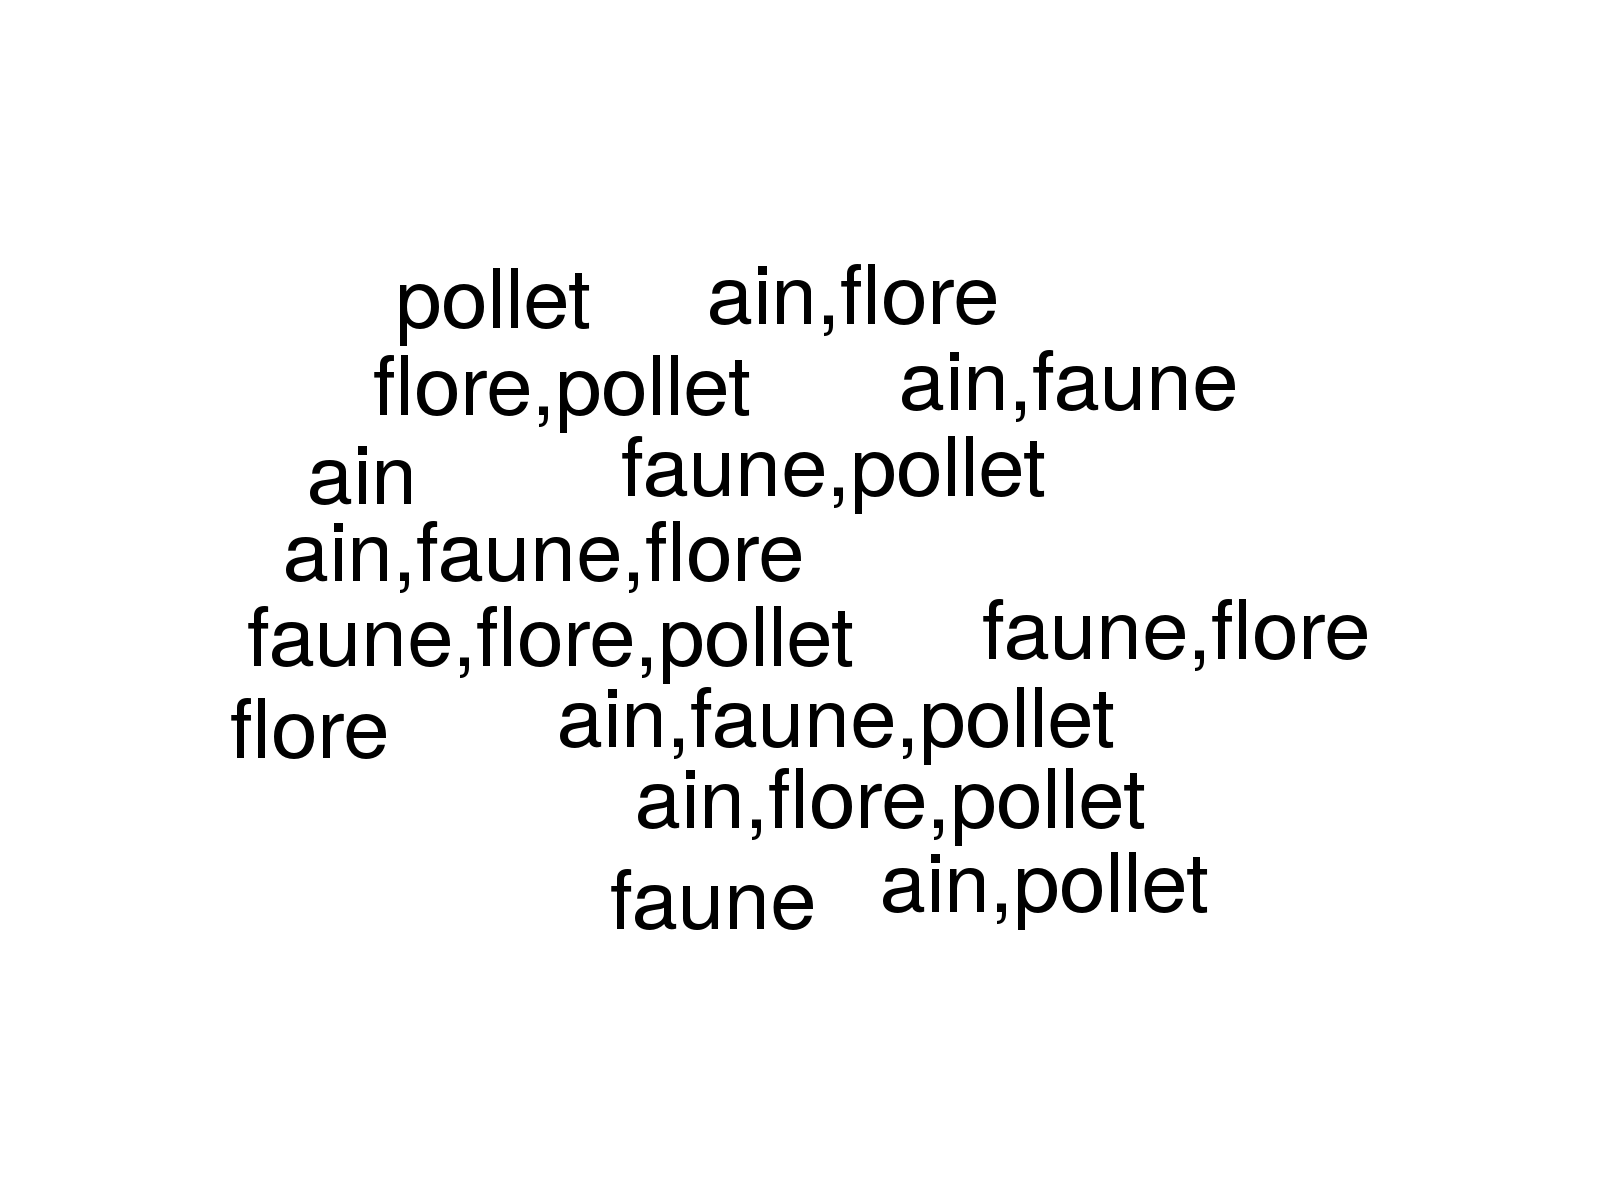 pollet ain,flore
flore,pollet ain,faune
ain faune,pollet
ain,faune,flore
faune,flore,pollet faune,flore
flore ain,faune,pollet
ain,flore,pollet
faune ain,pollet